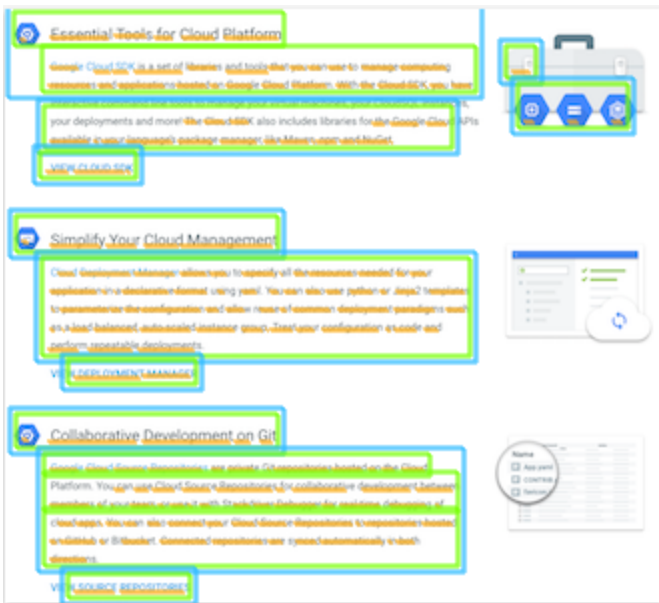 Essential Tools for Cloud Platform
Google Cloud SDK is a set of libraries and tools that you can use to manage computing
resources and applications hosted on Google Cloud Platform. With the Cloud SDK, you have
your deployments and more! The Cloud SDK also includes libraries for the Google Cloud APIs
available in your language's package manager, like Maven, npm and NuGet.
VIEW CLOUD SDK
Simplify Your Cloud Management
Cloud Deployment Manager allows you to specify all the resources needed for your
application in a declarative format using yaml. You can also use python or Jinja2 templates
to parameterize the configuration and allow reuse of common deployment paradigms such
as a load balanced, auto-scaled instance group. Treat your configuration as code and
perform repeatable deployments.
VIEW DEPLOYMENT MANAGER
Collaborative Development on Git
Google Cloud Source Repositories are private Git repositories hosted on the Cloud
Platform. You can use Cloud Source Repositories for collaborative development between
members of your team or use it with Stackdriver Debugger for real-time debugging of
cloud apps. You can also connect your Cloud Source Repositories to repositories hosted
on GitHub or Bitbucket. Connected repositories are synced automatically in both
directions.
VIEW SOURCE REPOSITORIES
Name
App.yaml
CONTRIB